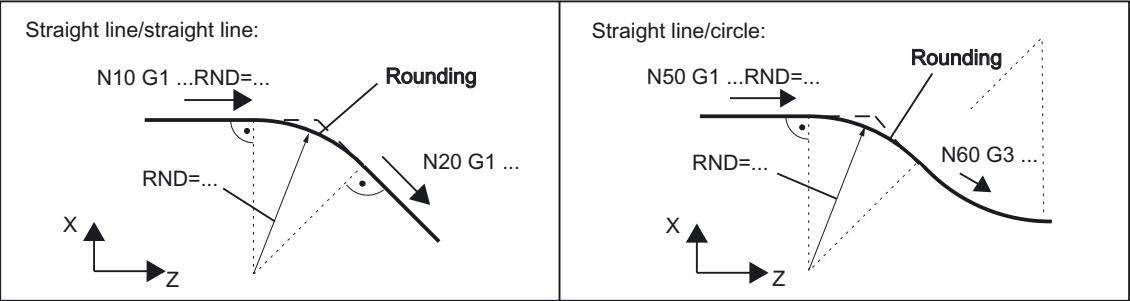 Straight line/straight line:
N10 G1 ...RND=...
Rounding
N20 G1 ...
RND=...
X
Z
Straight line/circle:
N50 G1 ...RND=...
Rounding
N60 G3 ...
RND=...
X
Z